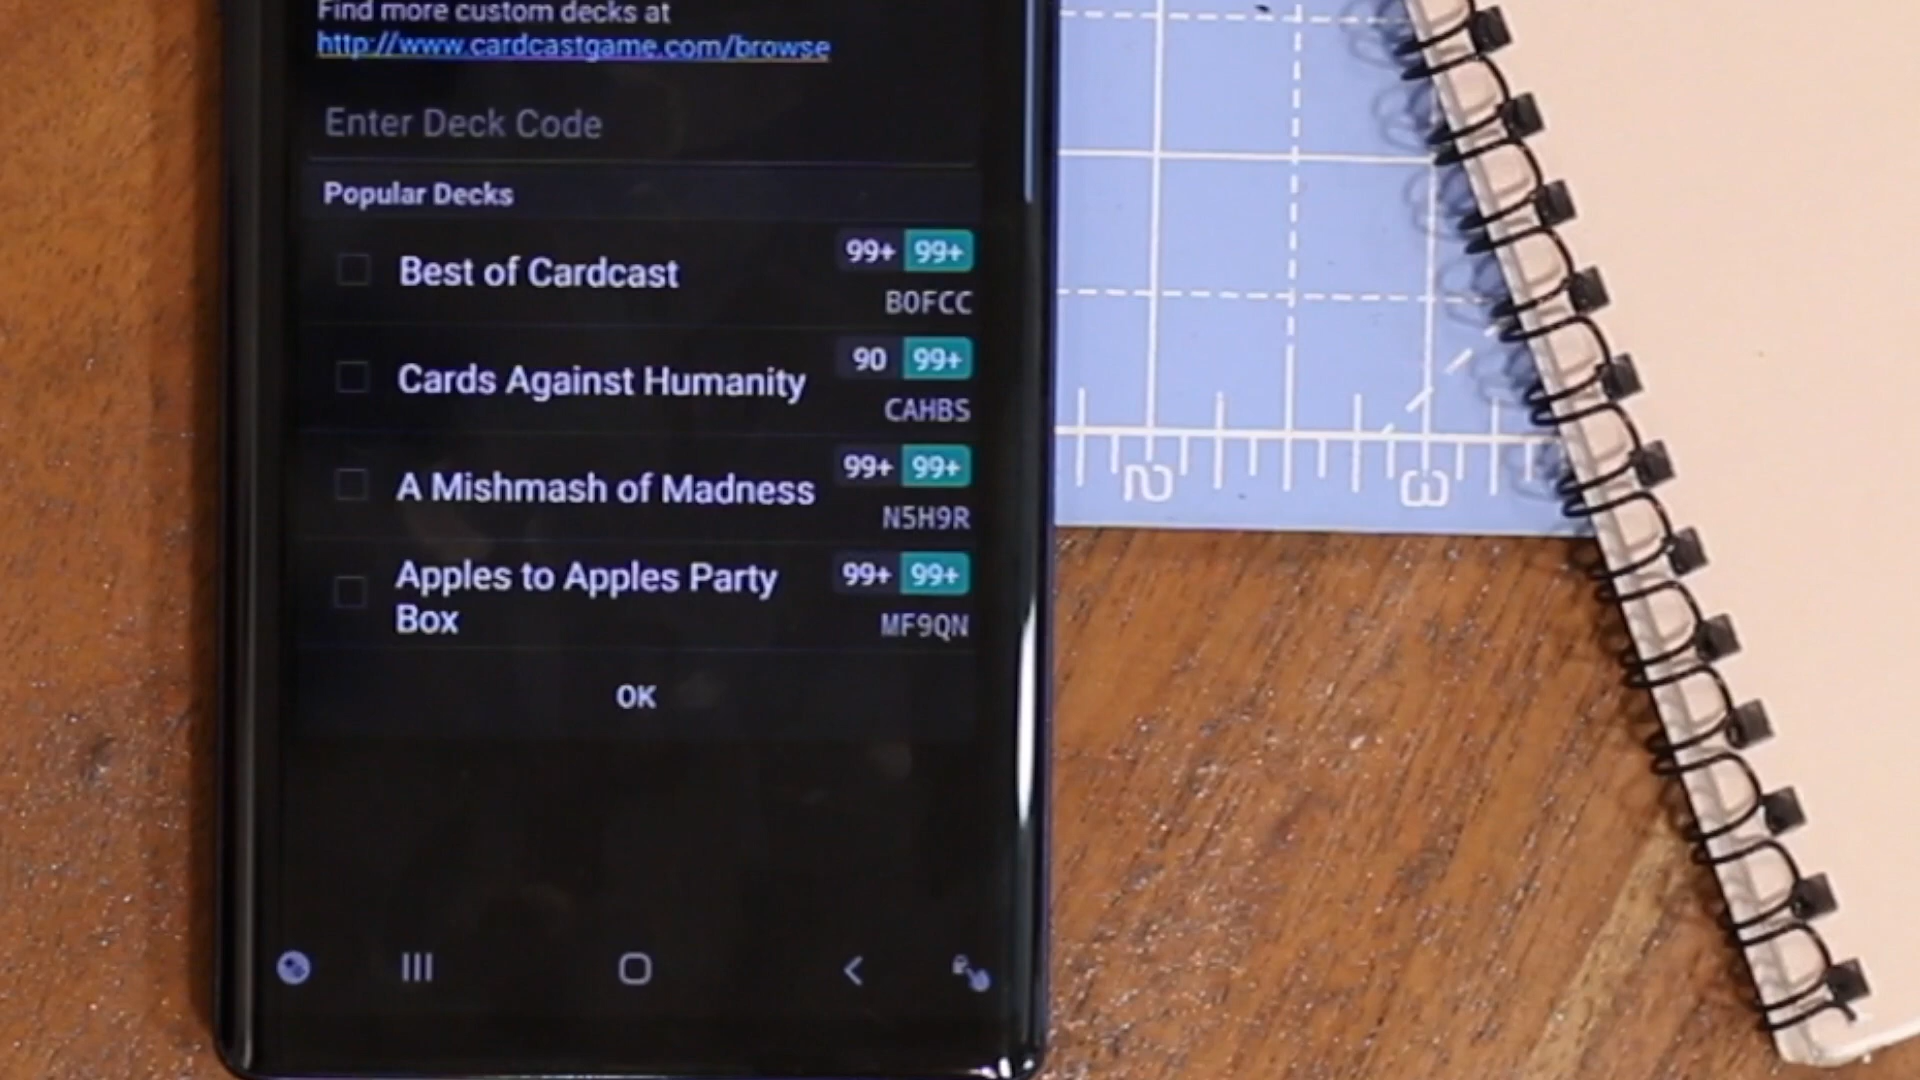 Find more custom decks at
http://www.cardcastgame.com/browse
Enter Deck Code
Popular Decks
Best of Cardcast
99+ 99+
BOFCC
Cards Against Humanity
90 99+
CAHBS
A Mishmash of Madness
99+ 99+
N5H9R
Apples to Apples Party
Box
99+ 99+
MF9QN
OK
2 3